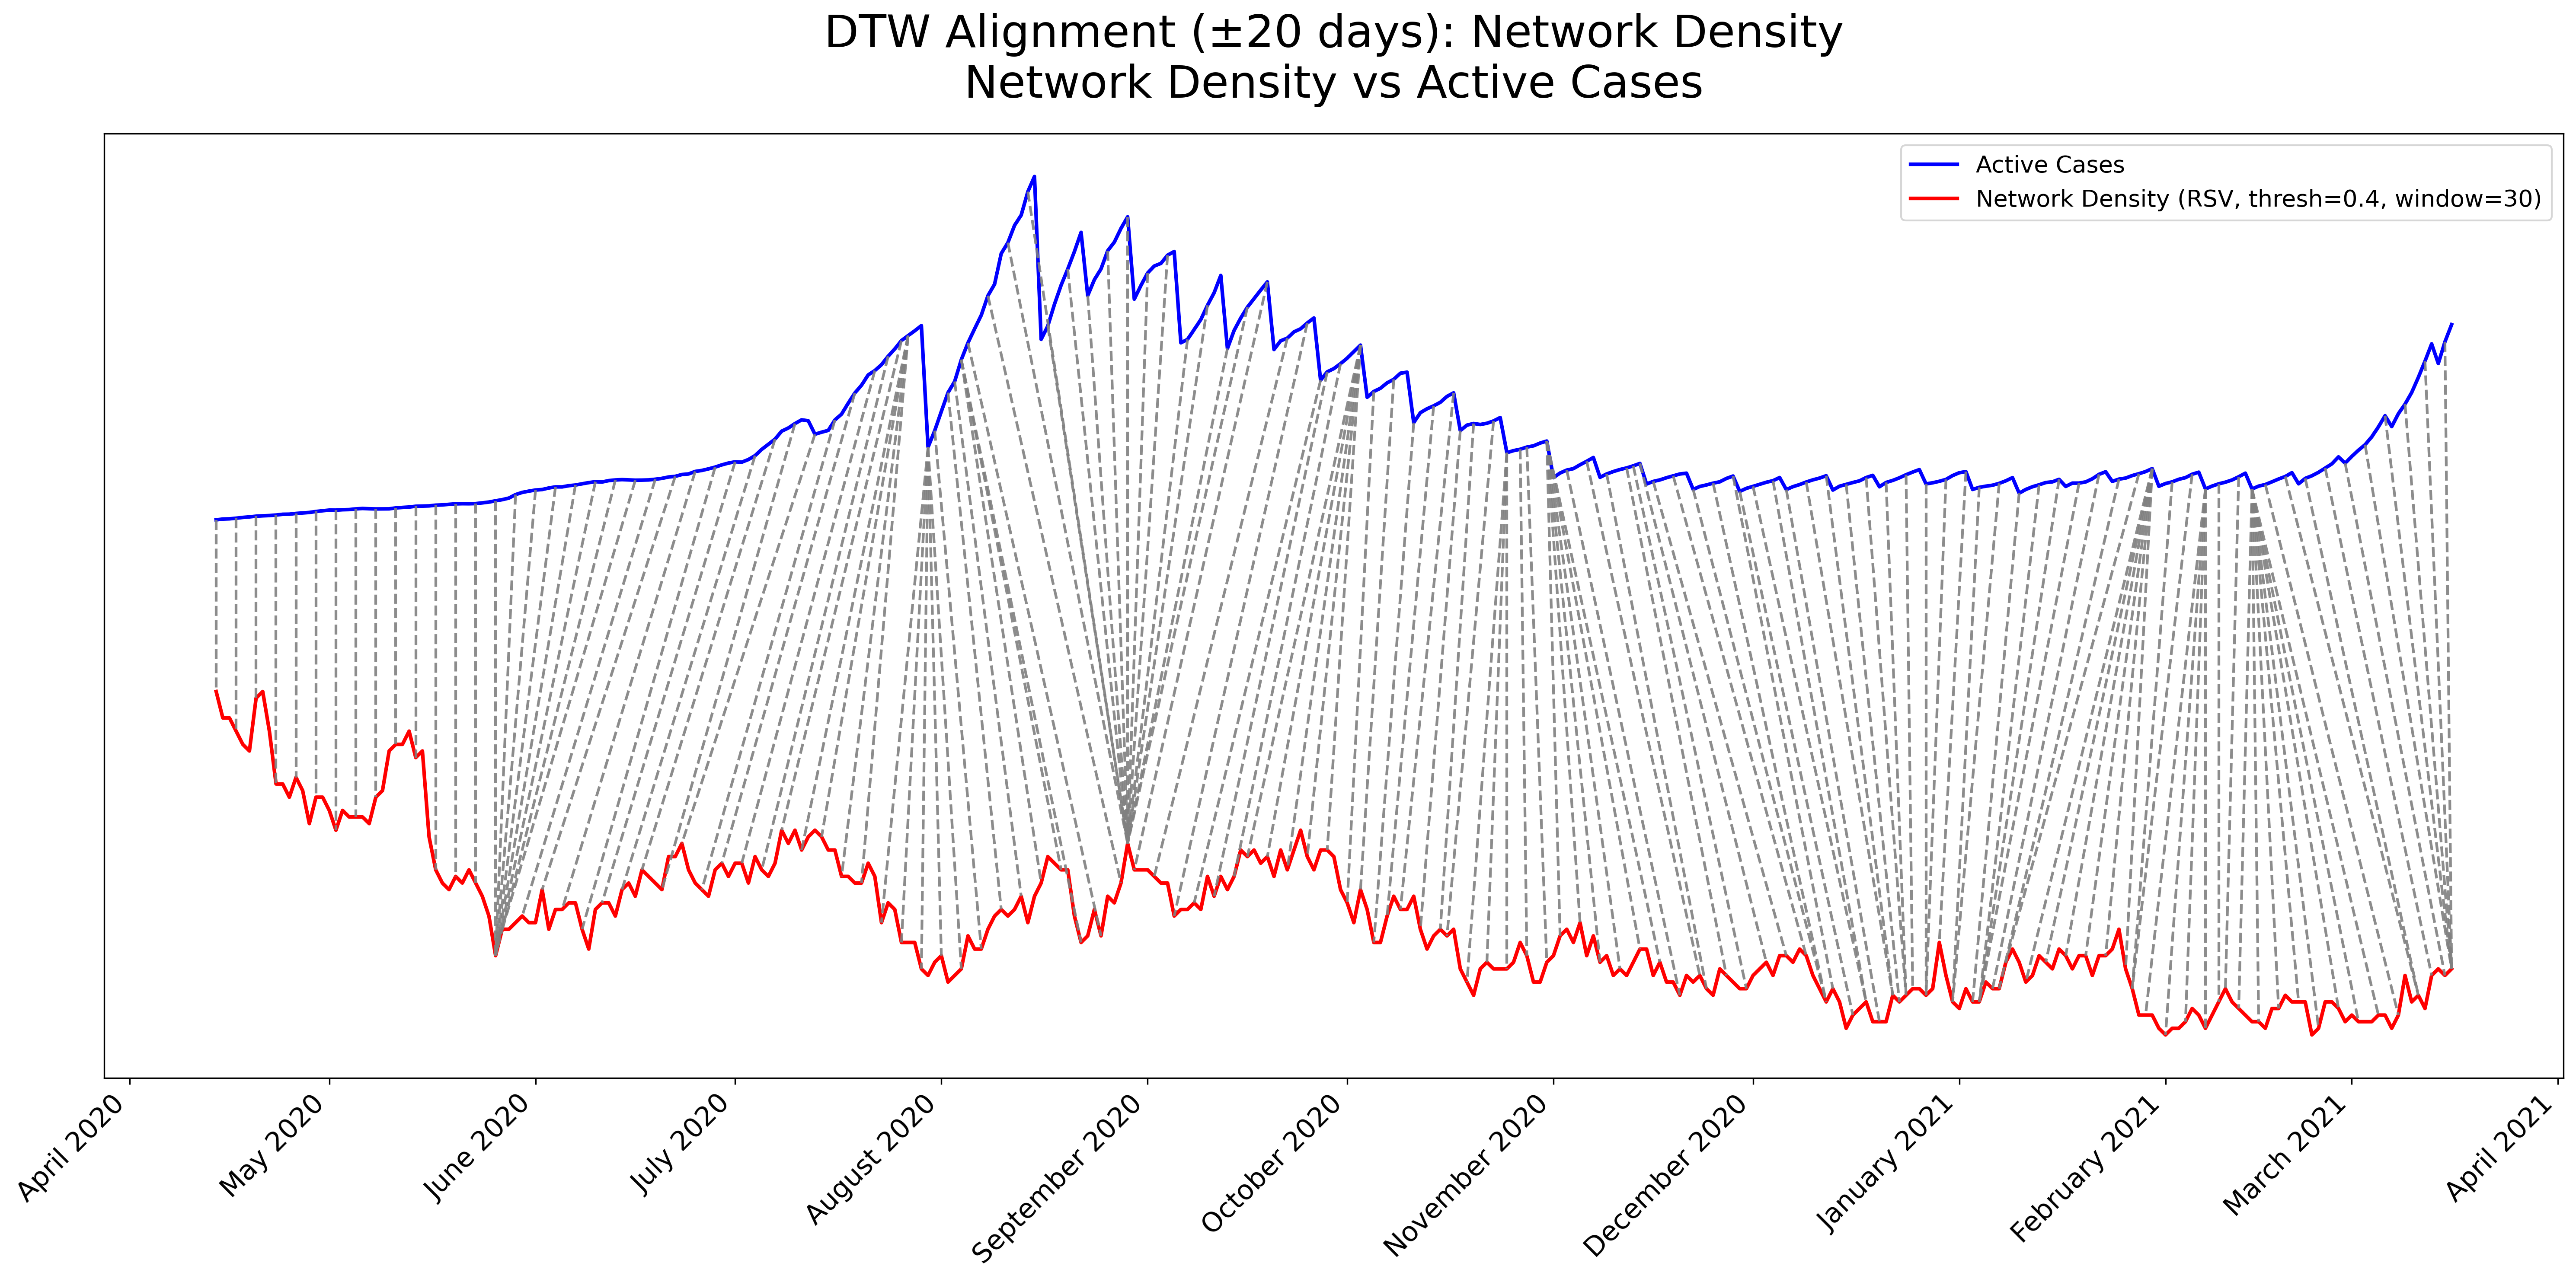 DTW Alignment (±20 days): Network Density
Network Density vs Active Cases
Active Cases
Network Density (RSV, thresh=0.4, window=30)
April 2020
May 2020
June 2020
July 2020
August 2020
September 2020
October 2020
November 2020
December 2020
January 2021
February 2021
March 2021
April 2021